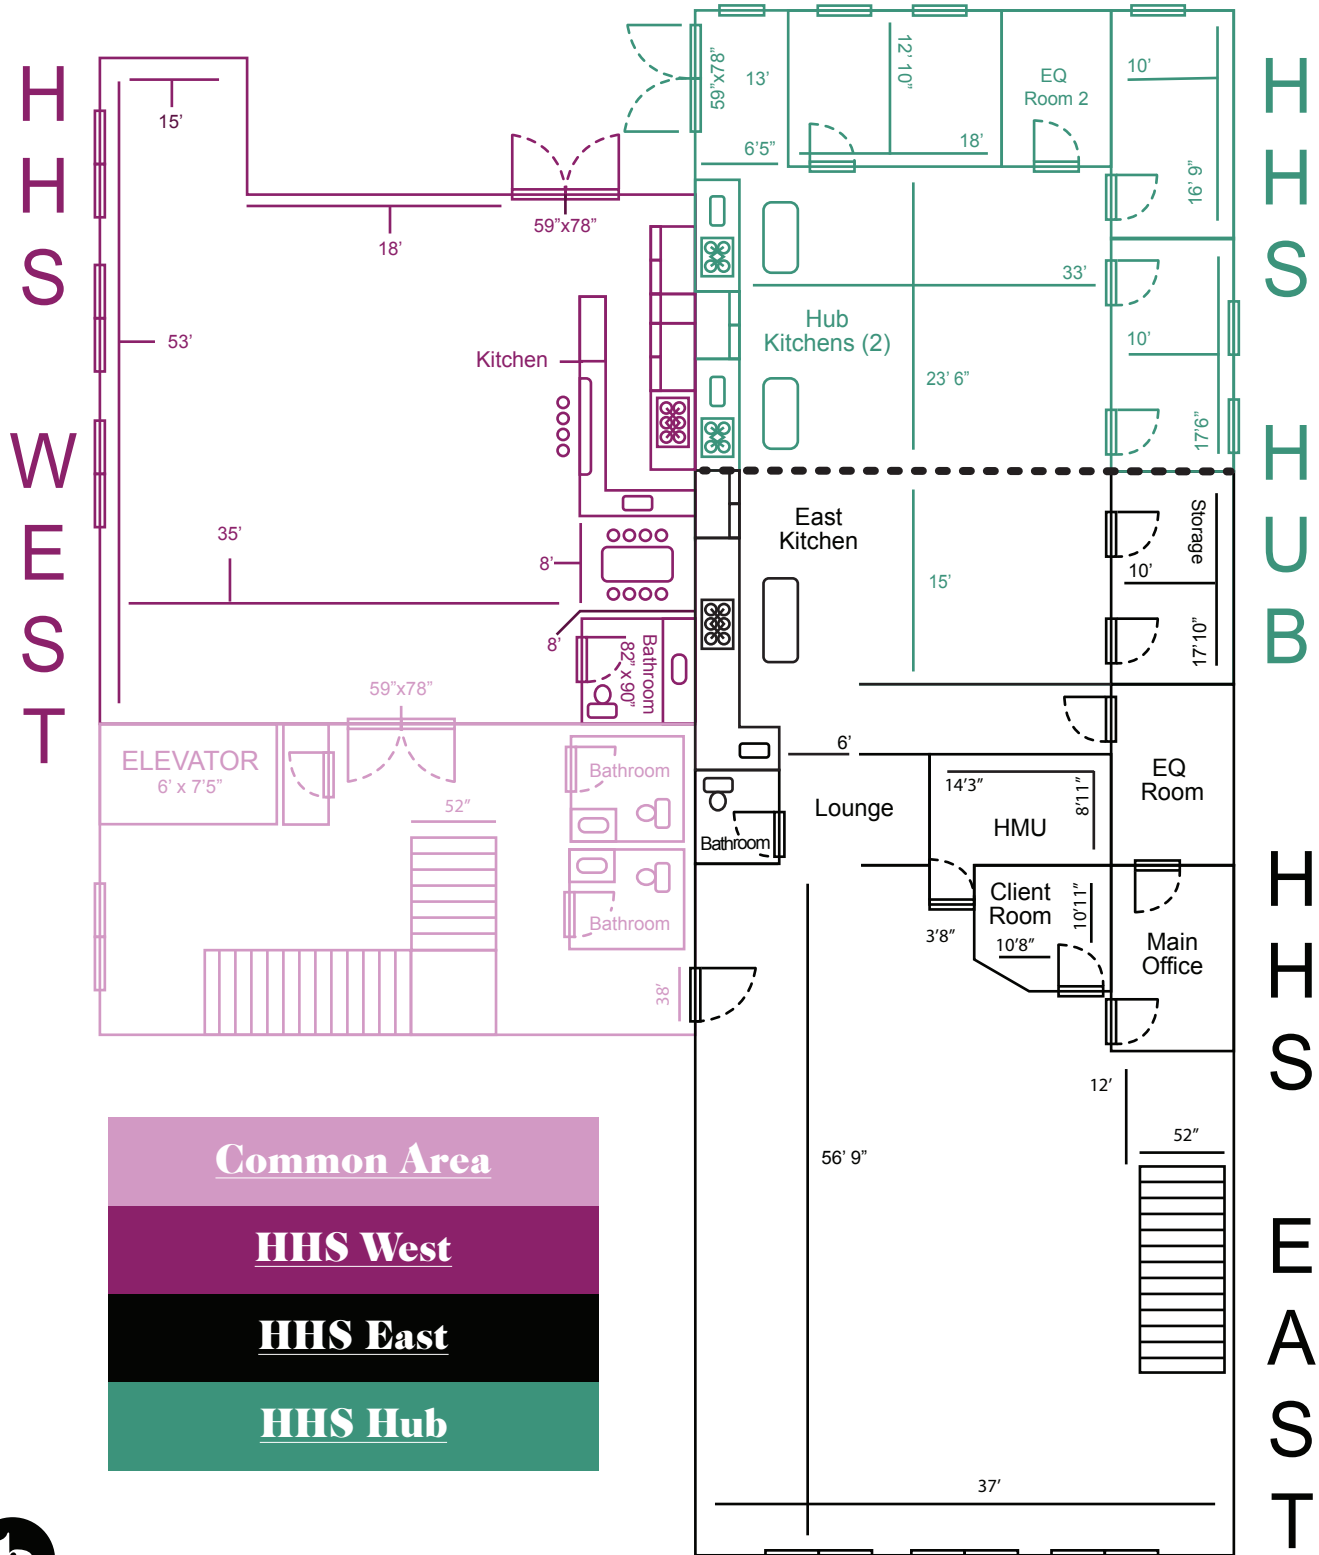 HHS WEST
HHS HUB
HHS EAST
15’
18’
59”x78”
53’
Kitchen
35’
8’
8’
Bathroom
82” x 90”
59”x78”
13’
6’5”
12’ 10”
18’
EQ
Room 2
10’
16’ 9”
33’
Hub
Kitchens (2)
23’ 6”
10’
17’6”
East
Kitchen
15’
Storage
10’
17’10”
59”x78”
ELEVATOR
6’ x 7’5”
52”
Bathroom
Bathroom
38’
6’
Lounge
Bathroom
14’3”
8’11”
HMU
EQ
Room
Client
Room
10’11”
10’8”
3’8”
Main
Office
12’
52”
56’ 9”
37’
Common Area
HHS West
HHS East
HHS Hub